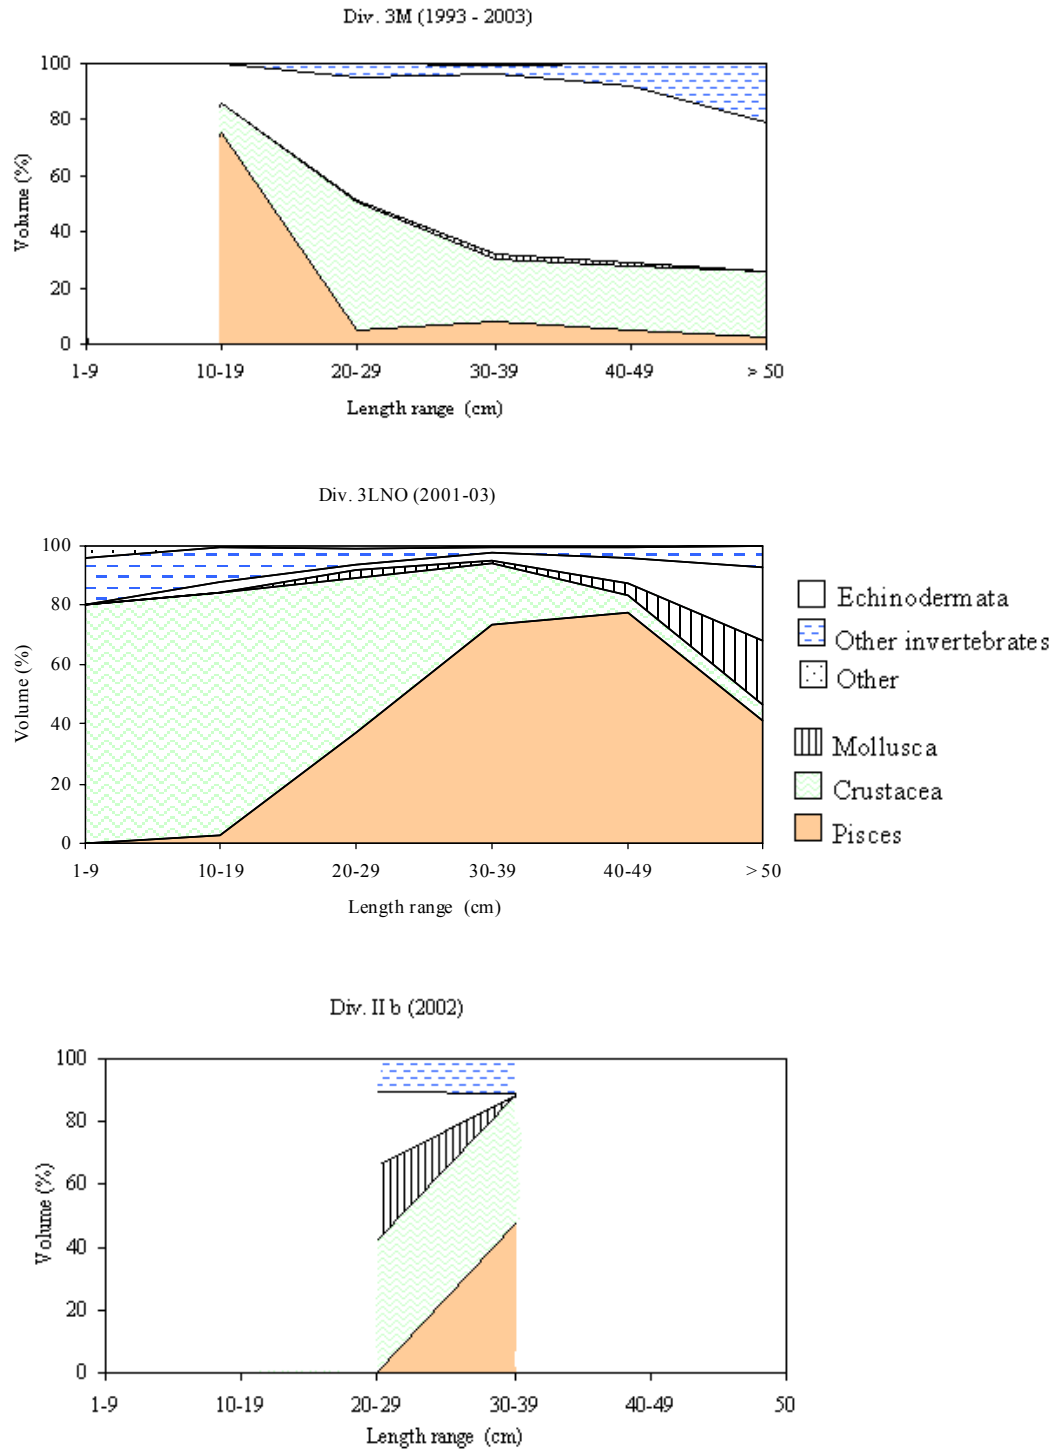 Div. 3M (1993 - 2003)
100
80
60
40
20
0
Volume (%)
1-9 10-19 20-29 30-39 40-49 > 50
Length range (cm)
Div. 3LNO (2001-03)
100
80
60
40
20
0
Volume (%)
1-9 10-19 20-29 30-39 40-49 > 50
Length range (cm)
Echinodermata
Other invertebrates
Other
Mollusca
Crustacea
Pisces
Div. II b (2002)
100
80
60
40
20
0
Volume (%)
1-9 10-19 20-29 30-39 40-49 50
Length range (cm)